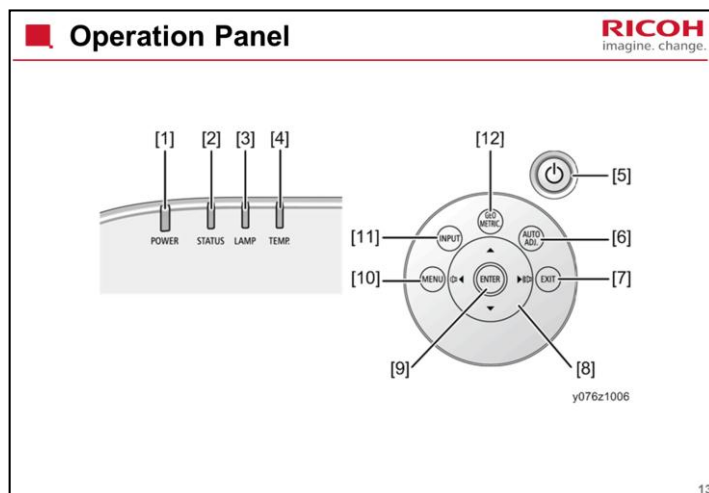 Operation Panel
RICOH
imagine. change.
[1] [2] [3] [4]
POWER STATUS LAMP TEMP.
[12]
[5]
GEO
METRIC.
[11] INPUT
AUTO
ADJ. [6]
[10] MENU ENTER EXIT [7]
[9] [8]
y076z1006
13